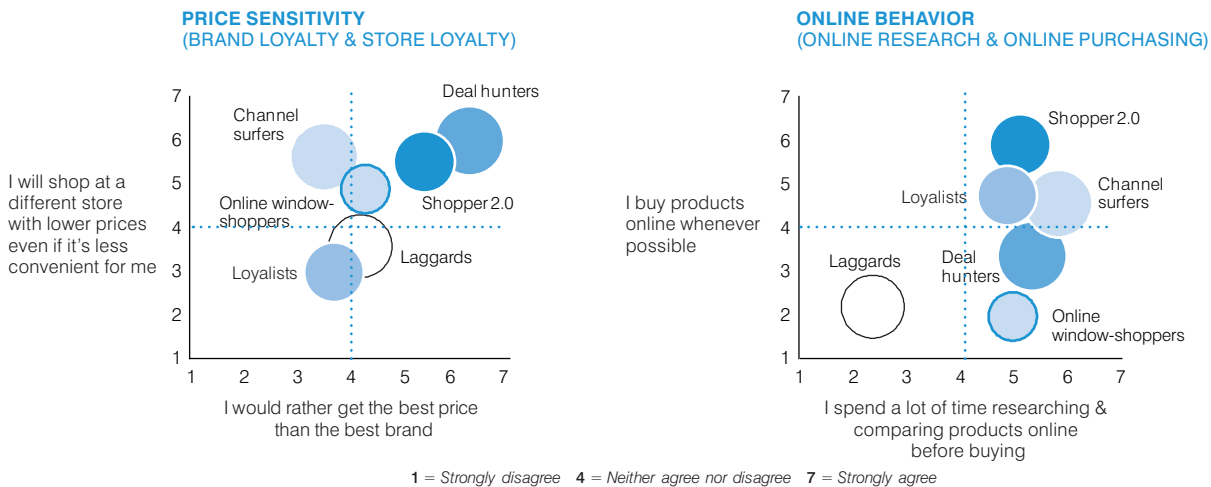 PRICE SENSITIVITY
(BRAND LOYALTY & STORE LOYALTY)
7
6
5
4
3
2
1
1 2 3 4 5 6 7
I will shop at a
different store
with lower prices
even if it's less
convenient for me
Channel
surfers
Deal hunters
Online window-
shoppers
Shopper 2.0
Loyalists
Laggards
I would rather get the best price
than the best brand
ONLINE BEHAVIOR
(ONLINE RESEARCH & ONLINE PURCHASING)
7
6
5
4
3
2
1
1 2 3 4 5 6 7
I buy products
online whenever
possible
Shopper 2.0
Loyalists
Channel
surfers
Laggards
Deal
hunters
Online
window-shoppers
I spend a lot of time researching &
comparing products online
before buying
1 = Strongly disagree 4 = Neither agree nor disagree 7 = Strongly agree